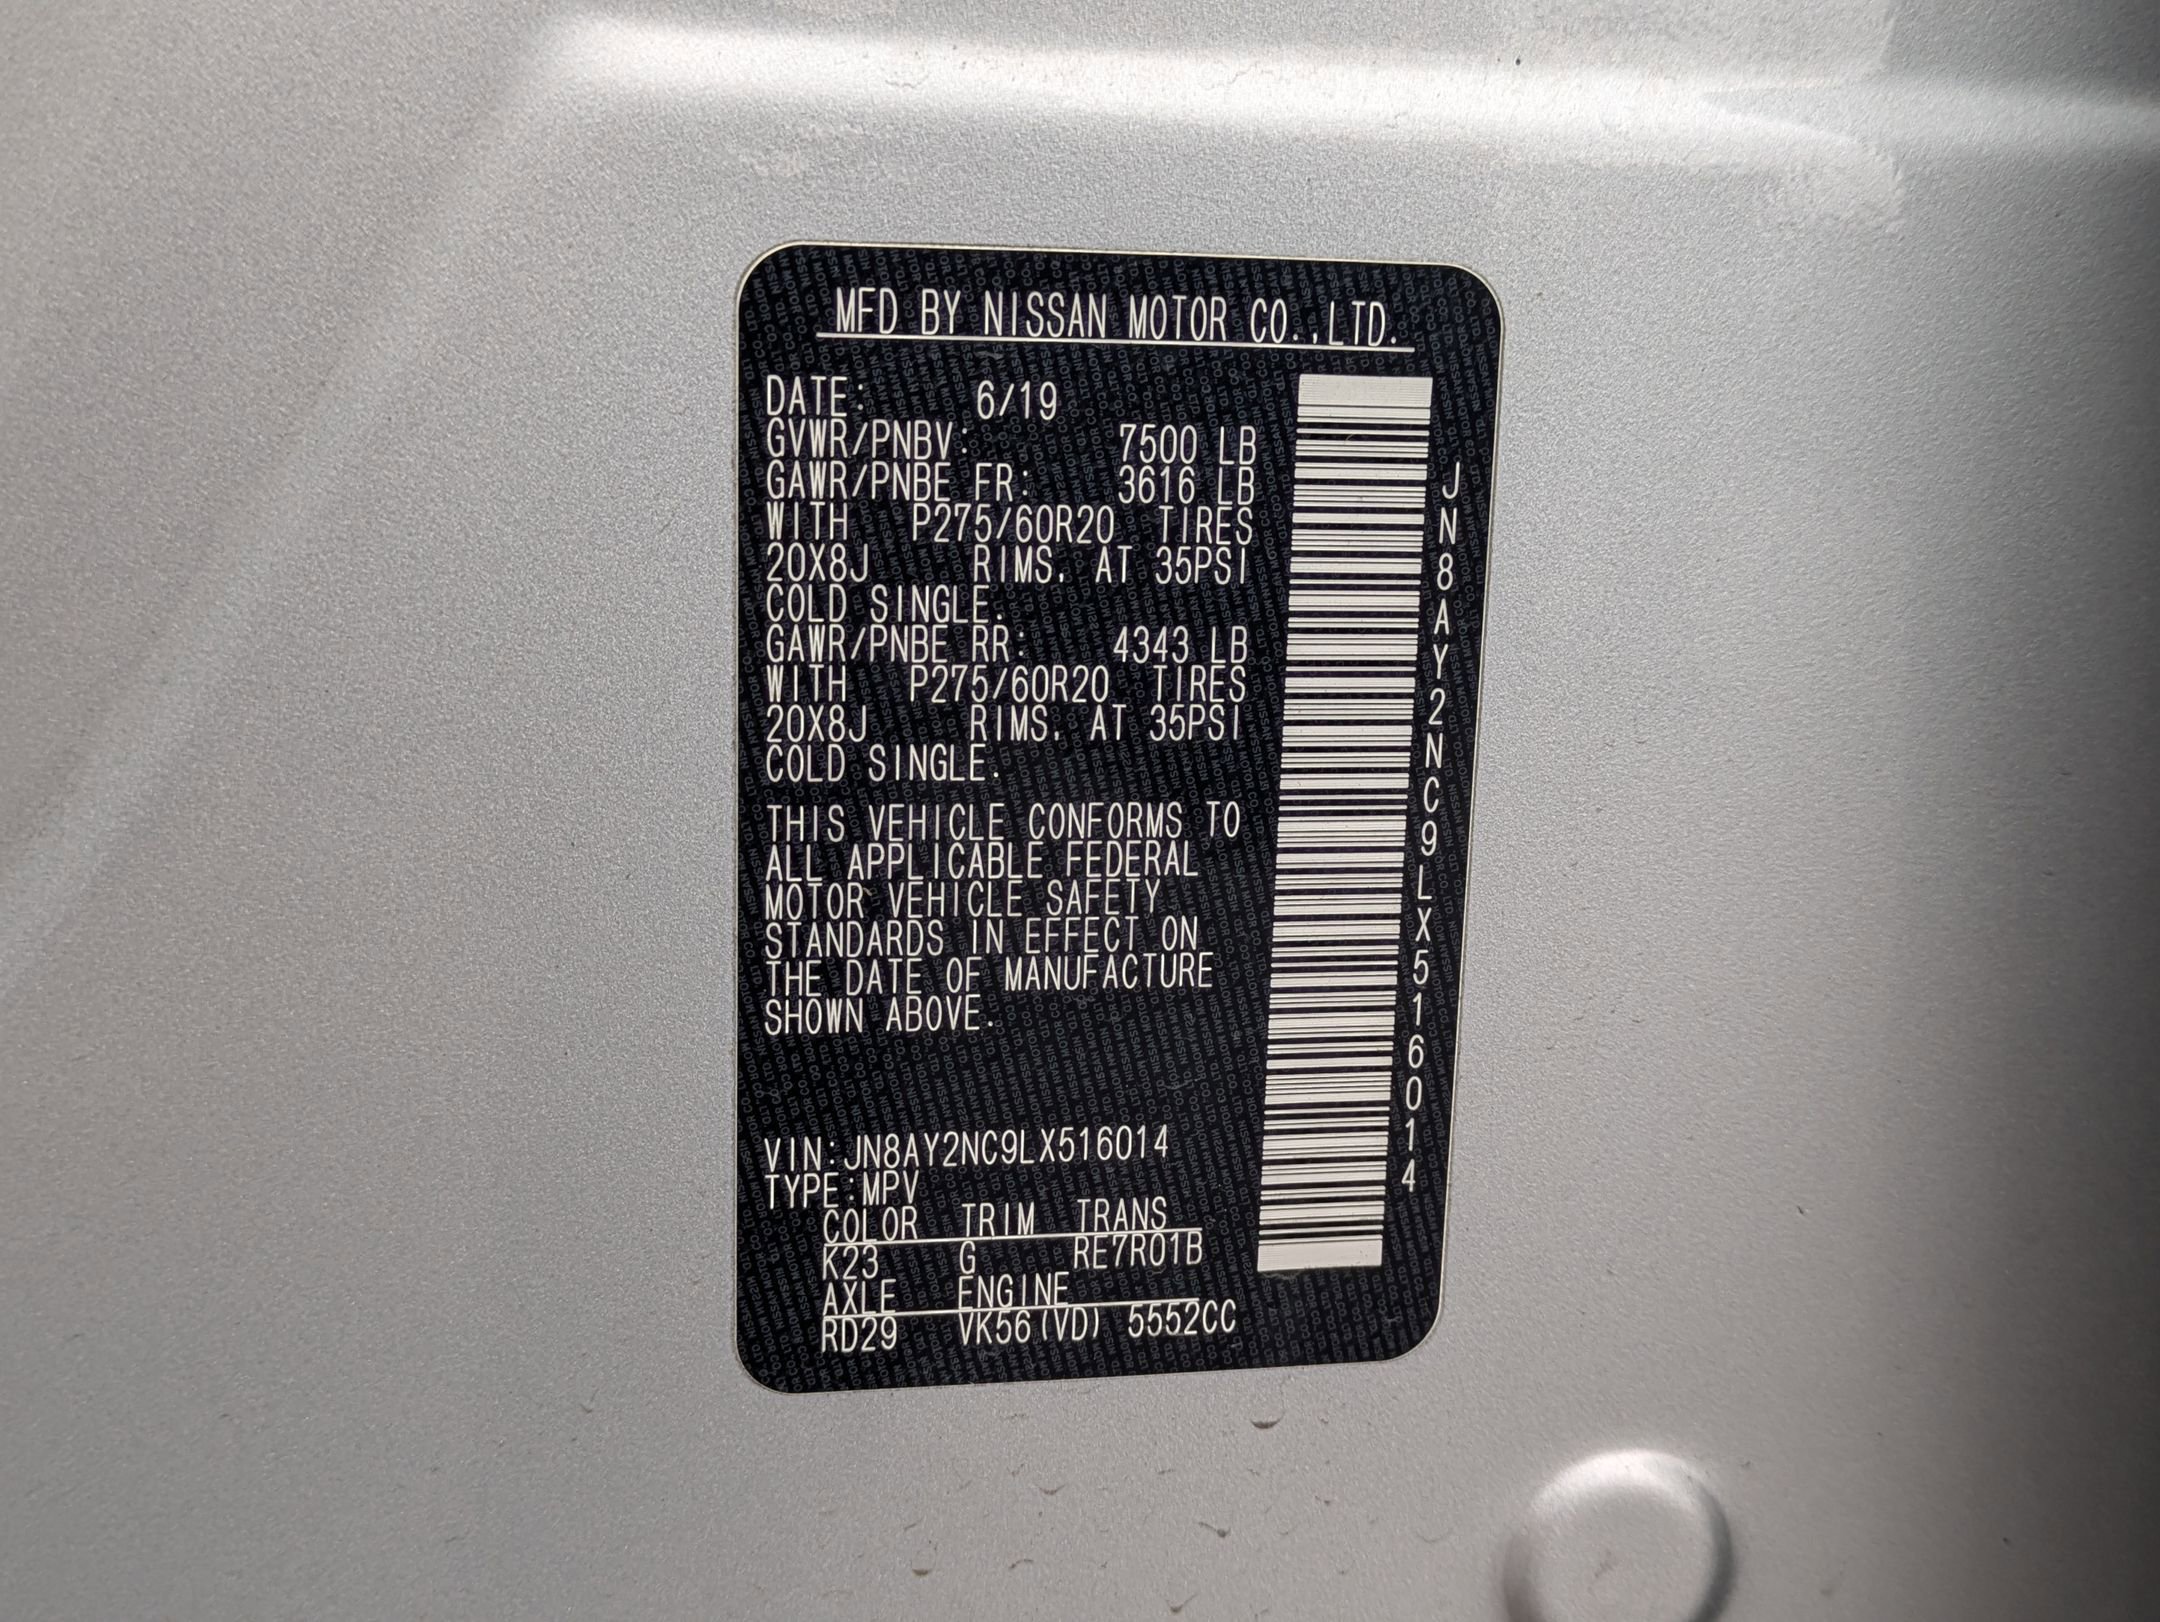 MFD BY NISSAN MOTOR CO.,LTD.
DATE: 6/19
GVWR/PNBV: 7500 LB
GAWR/PNBE FR: 3616 LB
WITH P275/60R20 TIRES
20X8J RIMS. AT 35PSI
COLD SINGLE.
GAWR/PNBE RR: 4343 LB
WITH P275/60R20 TIRES
20X8J RIMS. AT 35PSI
COLD SINGLE.
THIS VEHICLE CONFORMS TO
ALL APPLICABLE FEDERAL
MOTOR VEHICLE SAFETY
STANDARDS IN EFFECT ON
THE DATE OF MANUFACTURE
SHOWN ABOVE.
VIN:JN8AY2NC9LX516014
TYPE:MPV
COLOR TRIM TRANS
K23 G RE7R01B
AXLE ENGINE
RD29 VK56(VD) 5552CC
JN8AY2NC9LX516014